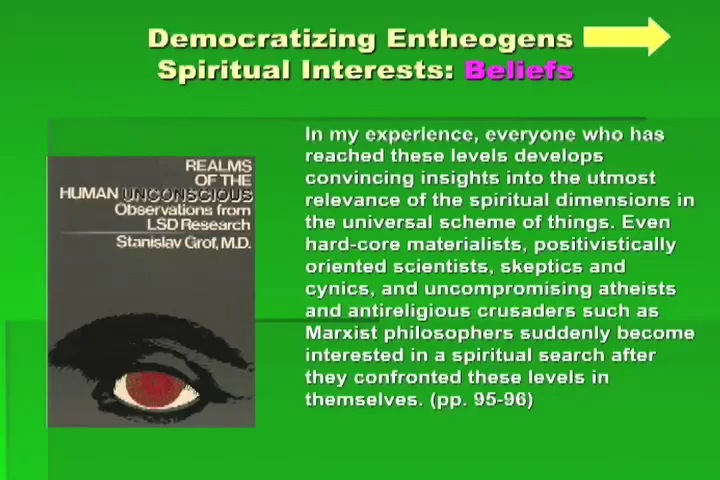 Democratizing Entheogens
Spiritual Interests: Beliefs
REALMS
OF THE
HUMAN UNCONSCIOUS
Observations from
LSD Research
Stanislav Grof, M.D.
In my experience, everyone who has
reached these levels develops
convincing insights into the utmost
relevance of the spiritual dimensions in
the universal scheme of things. Even
hard-core materialists, positivistically
oriented scientists, skeptics and
cynics, and uncompromising atheists
and antireligious crusaders such as
Marxist philosophers suddenly become
interested in a spiritual search after
they confronted these levels in
themselves. (pp. 95-96)